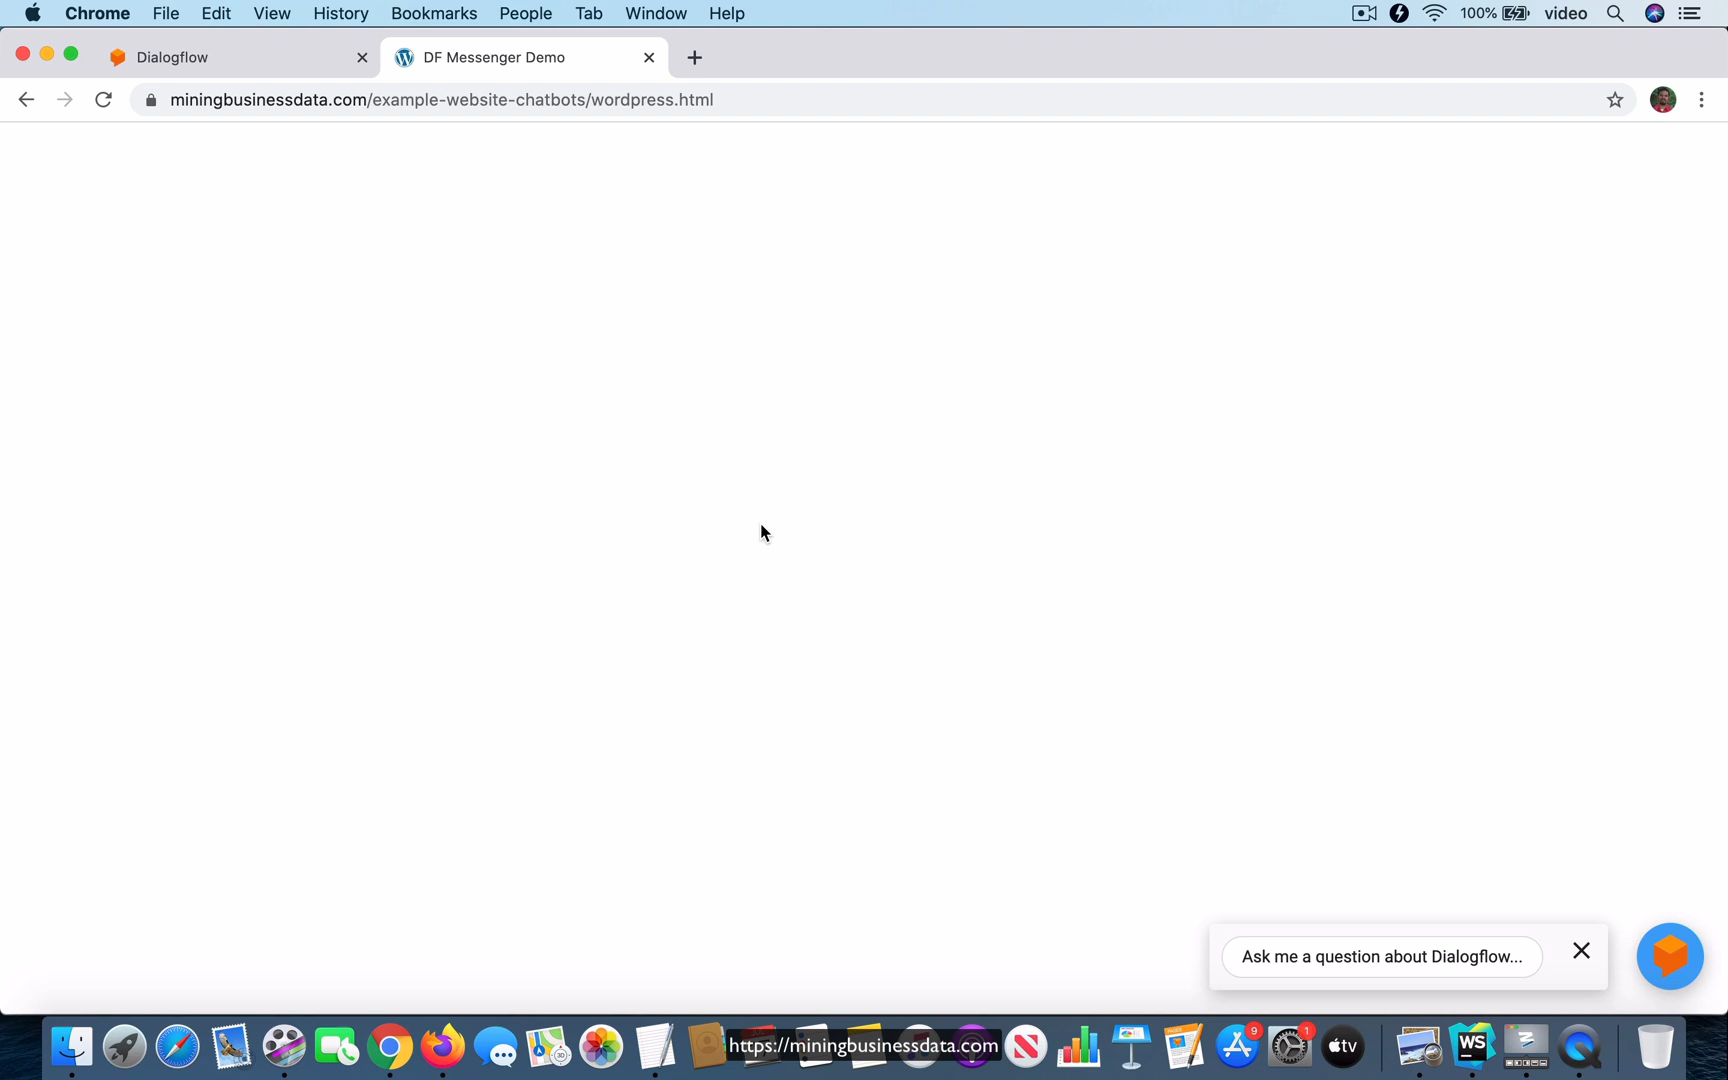 Chrome File Edit View History Bookmarks People Tab Window Help 100% video
Dialogflow DF Messenger Demo
miningbusinessdata.com/example-website-chatbots/wordpress.html
Ask me a question about Dialogflow...
https://miningbusinessdata.com
9
1
tv
WS
3D